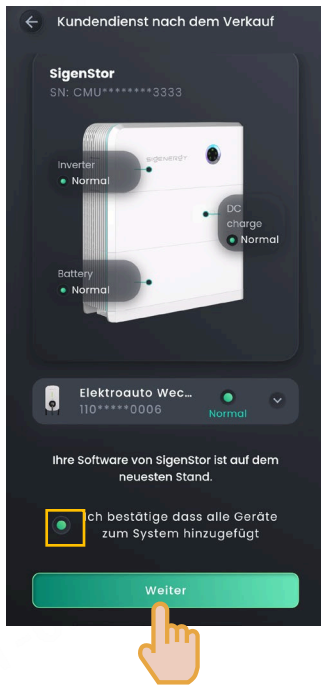 Kundendienst nach dem Verkauf
SigenStor
SN: CMU********3333
SIGENERGY
Inverter
Normal
DC
charge
Normal
Battery
Normal
Elektroauto Wec...
110*****0006
Normal
Ihre Software von SigenStor ist auf dem
neuesten Stand.
Ich bestätige dass alle Geräte
zum System hinzugefügt
Weiter